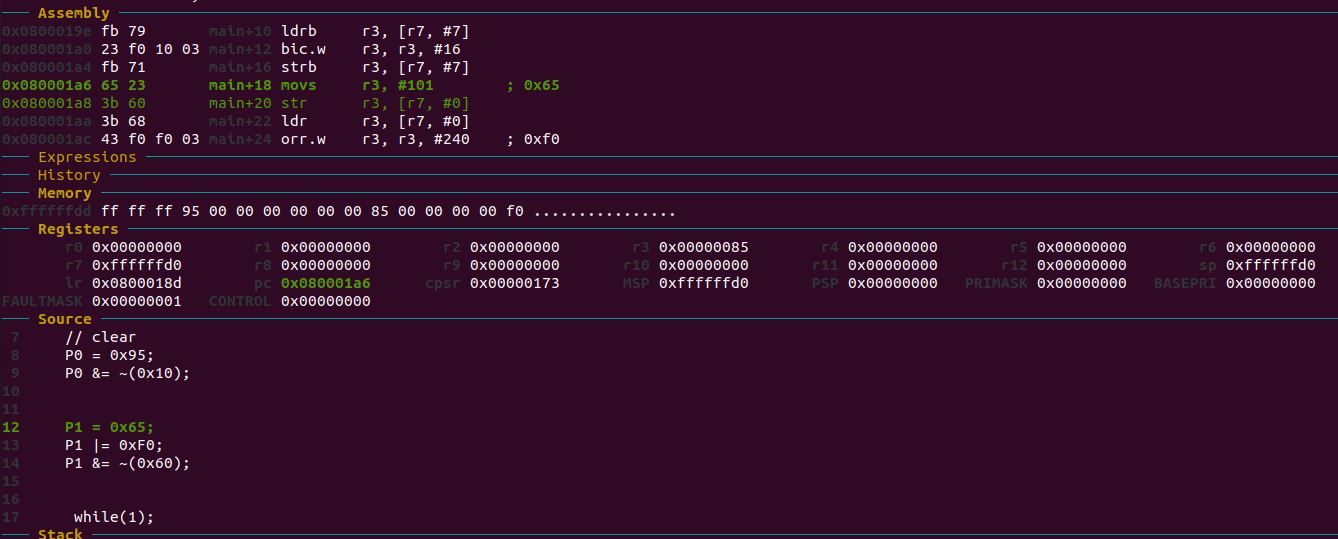 Assembly
0x0800019e fb 79 main+10 ldrb r3, [r7, #7]
0x080001a0 23 f0 10 03 main+12 bic.w r3, r3, #16
0x080001a4 fb 71 main+16 strb r3, [r7, #7]
0x080001a6 65 23 main+18 movs r3, #101 ; 0x65
0x080001a8 3b 60 main+20 str r3, [r7, #0]
0x080001aa 3b 68 main+22 ldr r3, [r7, #0]
0x080001ac 43 f0 f0 03 main+24 orr.w r3, r3, #240 ; 0xf0
Expressions
History
Memory
0xffffffdd ff ff ff 95 00 00 00 00 00 00 85 00 00 00 00 f0 ................
Registers
r0 0x00000000 r1 0x00000000 r2 0x00000000 r3 0x00000085 r4 0x00000000 r5 0x00000000 r6 0x00000000
r7 0xffffffd0 r8 0x00000000 r9 0x00000000 r10 0x00000000 r11 0x00000000 r12 0x00000000 sp 0xffffffd0
lr 0x0800018d pc 0x080001a6 cpsr 0x00000173 MSP 0xffffffd0 PSP 0x00000000 PRIMASK 0x00000000 BASEPRI 0x00000000
FAULTMASK 0x00000001 CONTROL 0x00000000
Source
7 // clear
8 P0 = 0x95;
9 P0 &= ~(0x10);
10
11
12 P1 = 0x65;
13 P1 |= 0xF0;
14 P1 &= ~(0x60);
15
16
17 while(1);
Stack